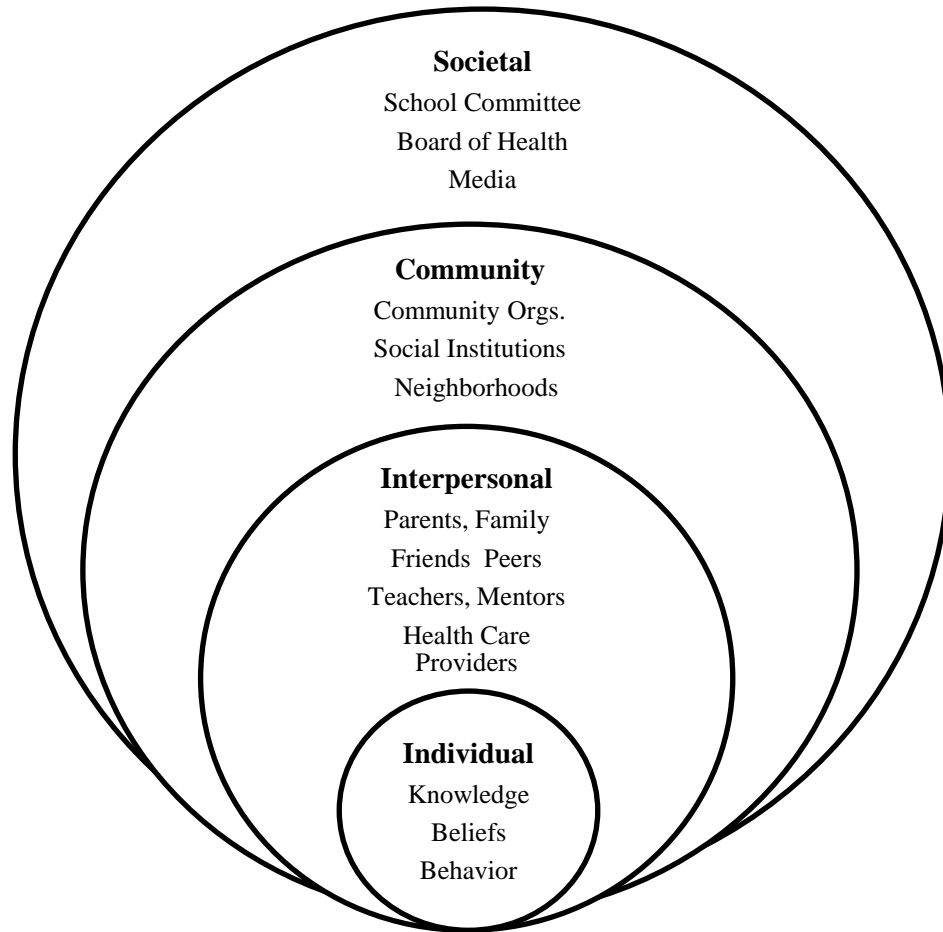 Societal
School Committee
Board of Health
Media
Community
Community Orgs.
Social Institutions
Neighborhoods
Interpersonal
Parents, Family
Friends  Peers
Teachers, Mentors
Health Care
Providers
Individual
Knowledge
Beliefs
Behavior